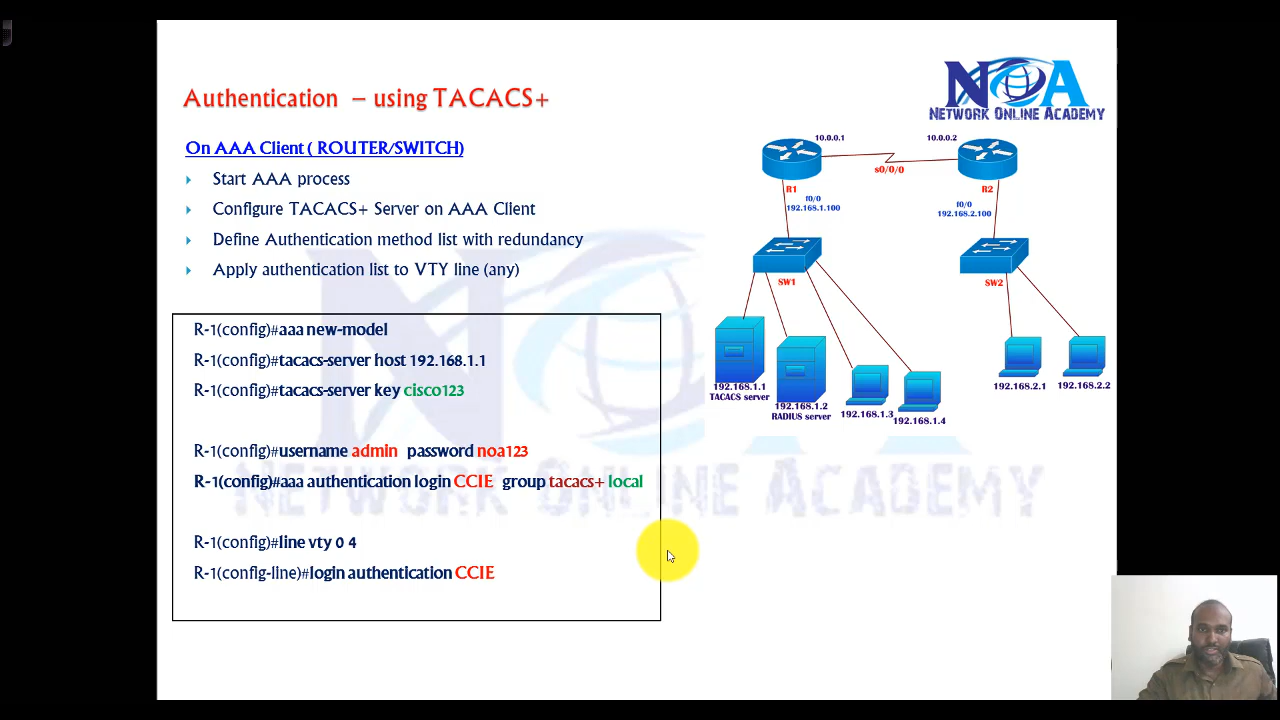 Authentication – using TACACS+
On AAA Client ( ROUTER/SWITCH)
Start AAA process
Configure TACACS+ Server on AAA Client
Define Authentication method list with redundancy
Apply authentication list to VTY line (any)
R-1(config)#aaa new-model
R-1(config)#tacacs-server host 192.168.1.1
R-1(config)#tacacs-server key cisco123
R-1(config)#username admin password noa123
R-1(config)#aaa authentication login CCIE group tacacs+ local
R-1(config)#line vty 0 4
R-1(config-line)#login authentication CCIE
NOA
NETWORK ONLINE ACADEMY
10.0.0.1
10.0.0.2
s0/0/0
R1
R2
f0/0
192.168.1.100
f0/0
192.168.2.100
SW1
SW2
192.168.1.1
TACACS server
192.168.1.2
RADIUS server
192.168.1.3
192.168.1.4
192.168.2.1
192.168.2.2
NOA
NETWORK ONLINE ACADEMY